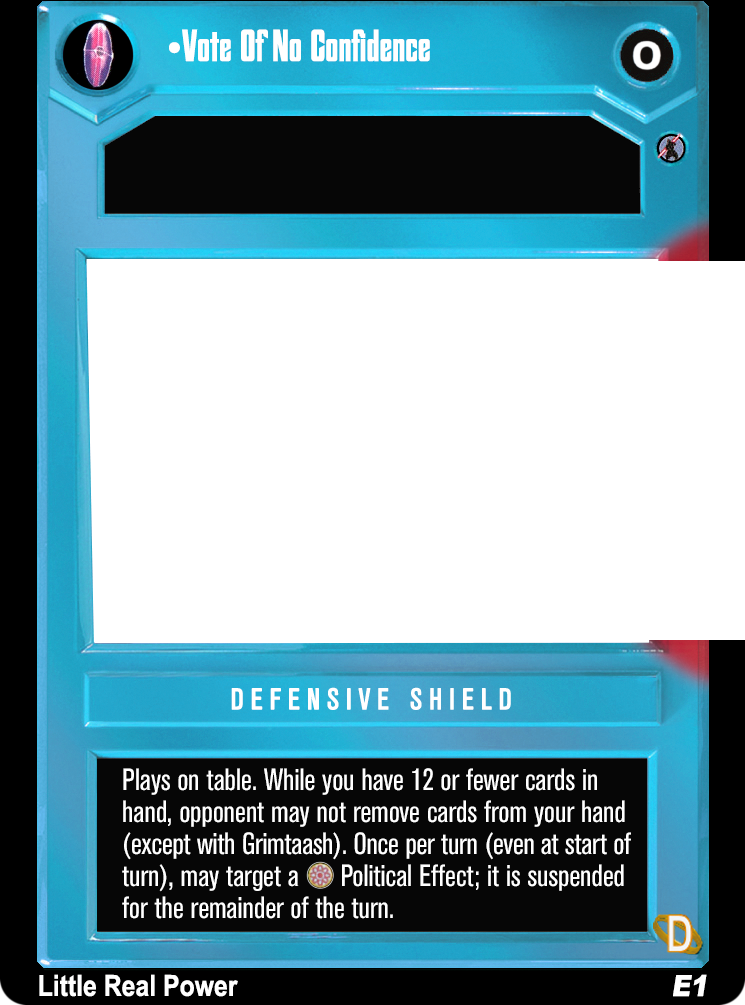 •Vote Of No Confidence
O
DEFENSIVE SHIELD
Plays on table. While you have 12 or fewer cards in
hand, opponent may not remove cards from your hand
(except with Grimtaash). Once per turn (even at start of
turn), may target a Political Effect; it is suspended
for the remainder of the turn.
D
Little Real Power E1